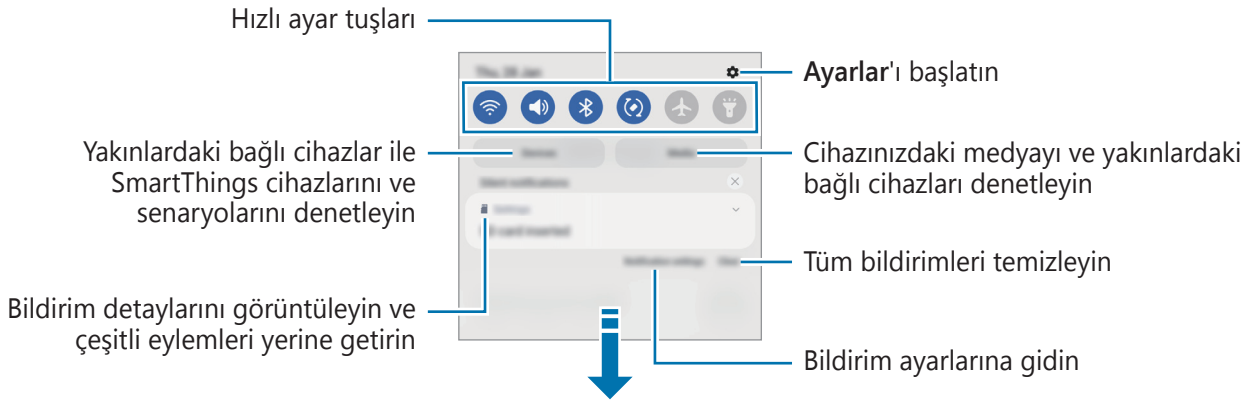 Hızlı ayar tuşları
Ayarlar'ı başlatın
Yakınlardaki bağlı cihazlar ile
SmartThings cihazlarını ve
senaryolarını denetleyin
Cihazınızdaki medyayı ve yakınlardaki
bağlı cihazları denetleyin
Tüm bildirimleri temizleyin
Bildirim detaylarını görüntüleyin ve
çeşitli eylemleri yerine getirin
Bildirim ayarlarına gidin